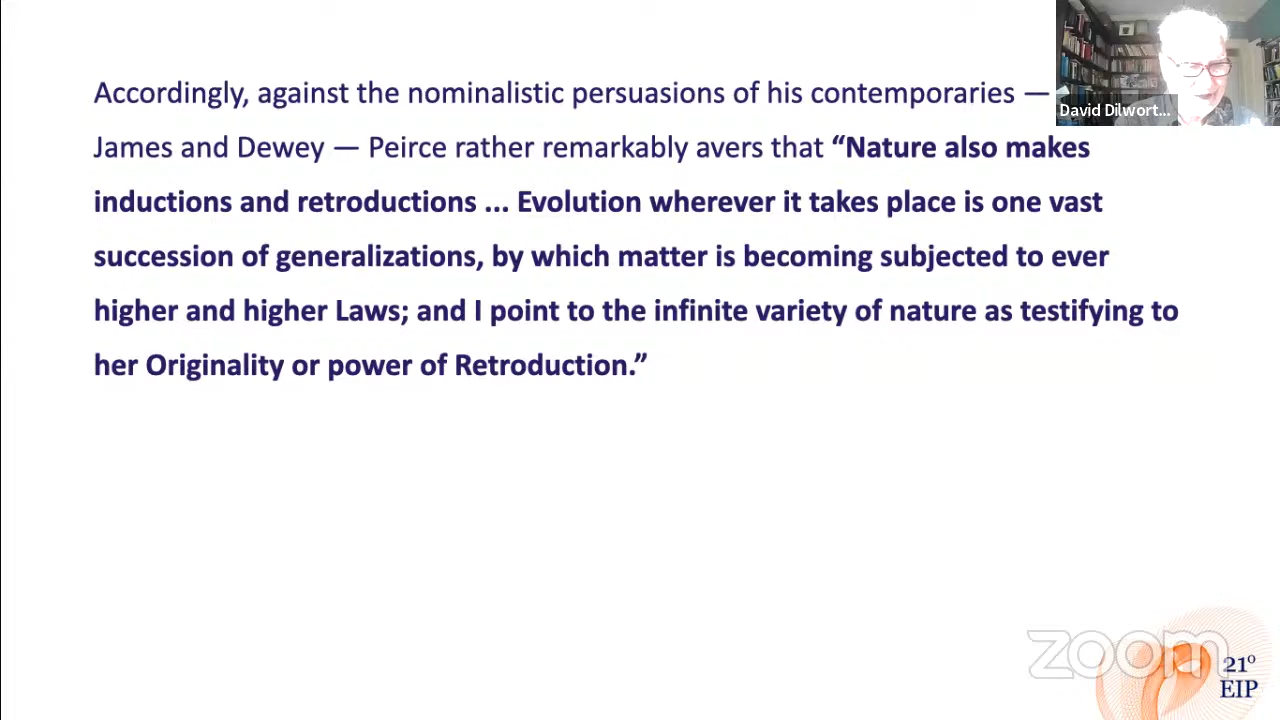 Accordingly, against the nominalistic persuasions of his contemporaries —
James and Dewey — Peirce rather remarkably avers that “Nature also makes
inductions and retroductions ... Evolution wherever it takes place is one vast
succession of generalizations, by which matter is becoming subjected to ever
higher and higher Laws; and I point to the infinite variety of nature as testifying to
her Originality or power of Retroduction.”
David Dilwort...
zoom
21º
EIP